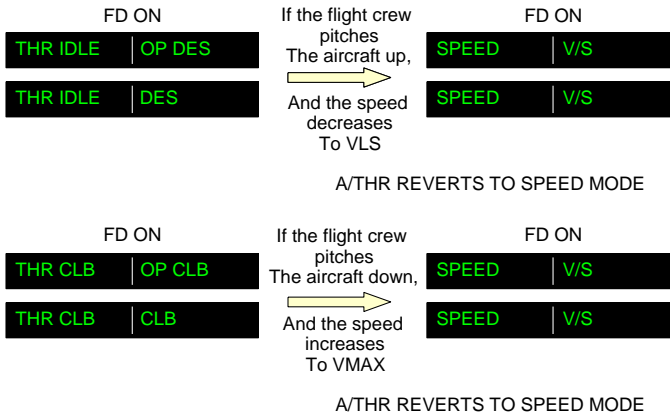 FD ON
If the flight crew
pitches
The aircraft up,
FD ON
THR IDLE OP DES
SPEED V/S
THR IDLE DES
SPEED V/S
And the speed
decreases
To VLS
A/THR REVERTS TO SPEED MODE
FD ON
If the flight crew
pitches
The aircraft down,
FD ON
THR CLB OP CLB
SPEED V/S
THR CLB CLB
SPEED V/S
And the speed
increases
To VMAX
A/THR REVERTS TO SPEED MODE